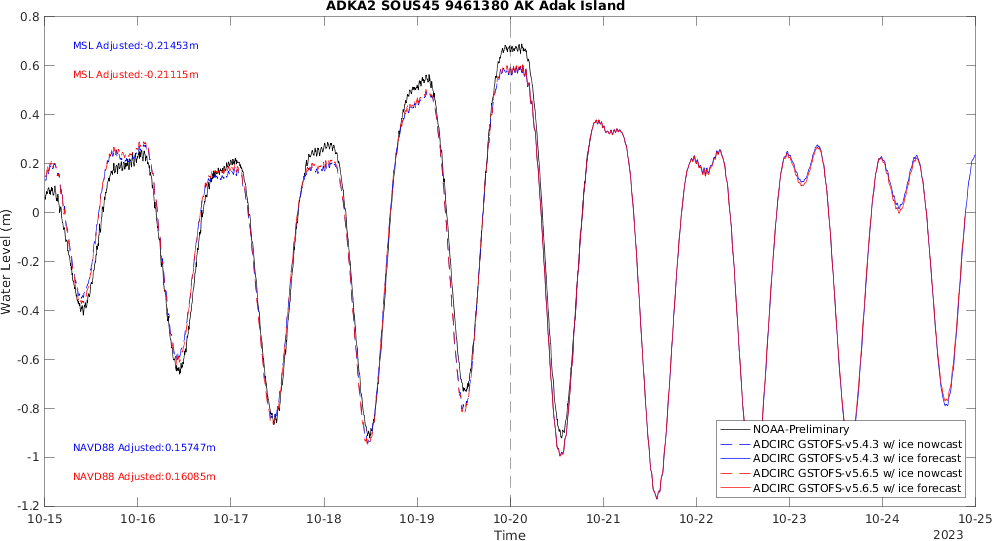 ADKA2 SOUS45 9461380 AK Adak Island
0.8
0.6
0.4
0.2
0
-0.2
-0.4
-0.6
-0.8
-1
-1.2
Water Level (m)
MSL Adjusted:-0.21453m
MSL Adjusted:-0.21115m
NAVD88 Adjusted:0.15747m
NAVD88 Adjusted:0.16085m
NOAA-Preliminary
ADCIRC GSTOFS-v5.4.3 w/ ice nowcast
ADCIRC GSTOFS-v5.4.3 w/ ice forecast
ADCIRC GSTOFS-v5.6.5 w/ ice nowcast
ADCIRC GSTOFS-v5.6.5 w/ ice forecast
10-15 10-16 10-17 10-18 10-19 10-20 10-21 10-22 10-23 10-24 10-25
Time
2023